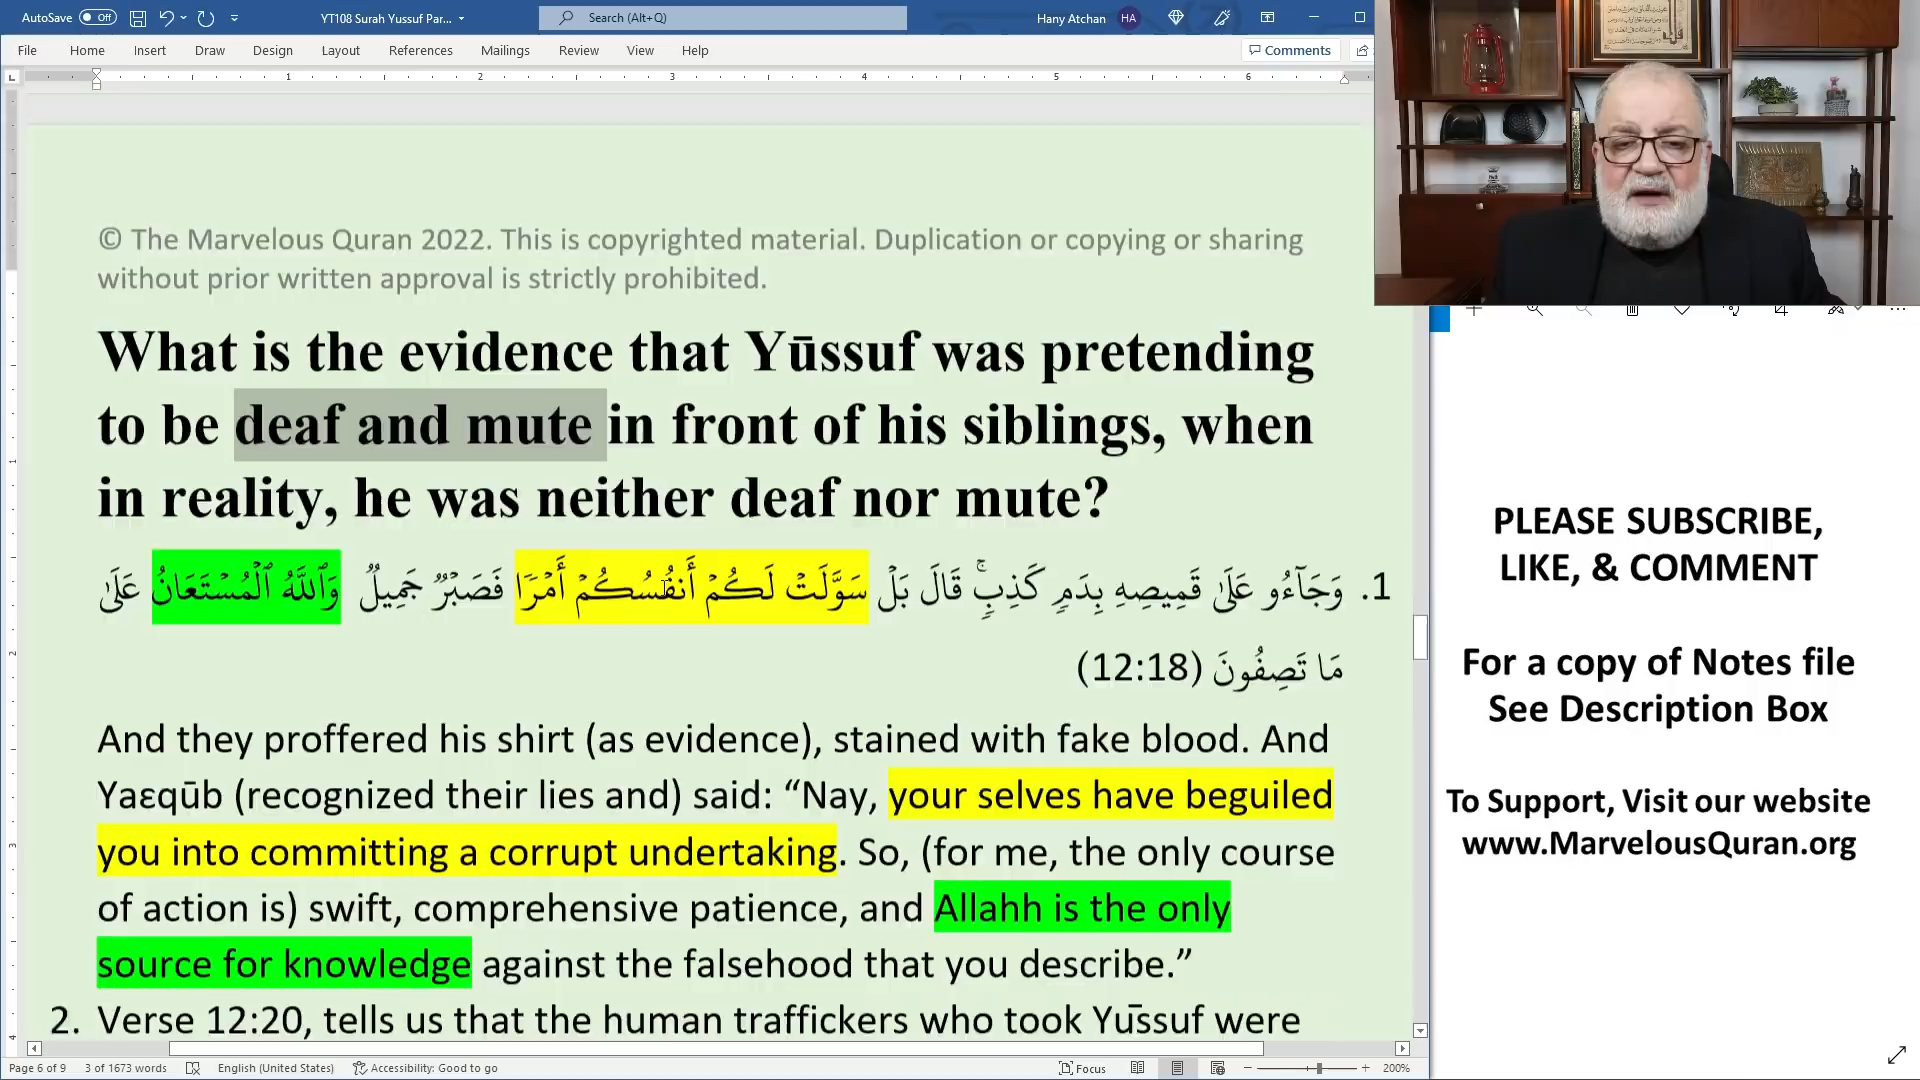 AutoSave Off YT108 Surah Yussuf Par... Search (Alt+Q) Hany Atchan HA
File Home Insert Draw Design Layout References Mailings Review View Help Comments
1 2 3 4 5 6
© The Marvelous Quran 2022. This is copyrighted material. Duplication or copying or sharing
without prior written approval is strictly prohibited.
What is the evidence that Yūssuf was pretending
to be deaf and mute in front of his siblings, when
in reality, he was neither deaf nor mute?
1. وَجَآءُو عَلَىٰ قَمِيصِهِۦ بِدَمٍۢ كَذِبٍۢ ۚ قَالَ بَلْ سَوَّلَتْ لَكُمْ أَنفُسُكُمْ أَمْرًۭا فَصَبْرٌۭ جَمِيلٌۭ وَٱللَّهُ ٱلْمُسْتَعَانُ عَلَىٰ
مَا تَصِفُونَ (12:18)
And they proffered his shirt (as evidence), stained with fake blood. And
Yaɛqūb (recognized their lies and) said: “Nay, your selves have beguiled
you into committing a corrupt undertaking. So, (for me, the only course
of action is) swift, comprehensive patience, and Allahh is the only
source for knowledge against the falsehood that you describe.”
2. Verse 12:20, tells us that the human traffickers who took Yūssuf were
Page 6 of 9 3 of 1673 words English (United States) Accessibility: Good to go Focus 200%
PLEASE SUBSCRIBE,
LIKE, & COMMENT
For a copy of Notes file
See Description Box
To Support, Visit our website
www.MarvelousQuran.org